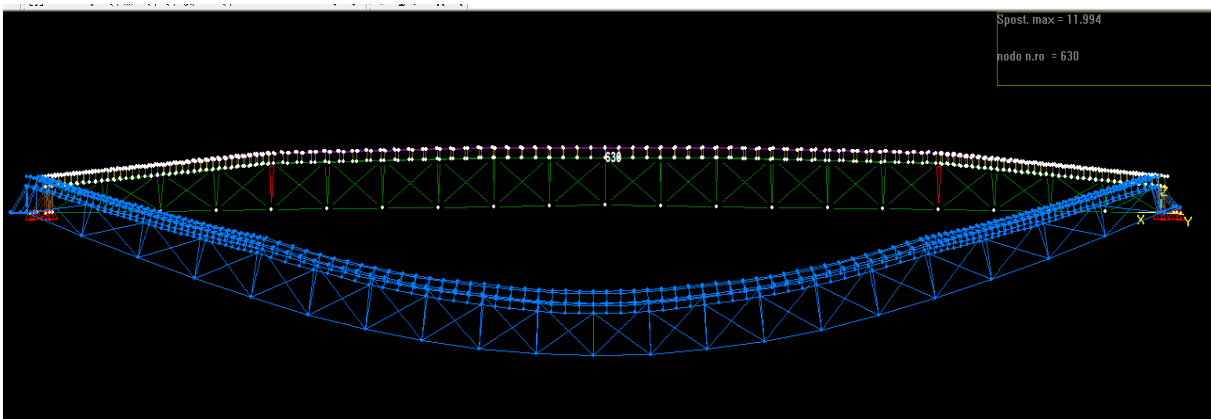 Spost. max = 11.994
nodo n.ro = 630
630
X
Y